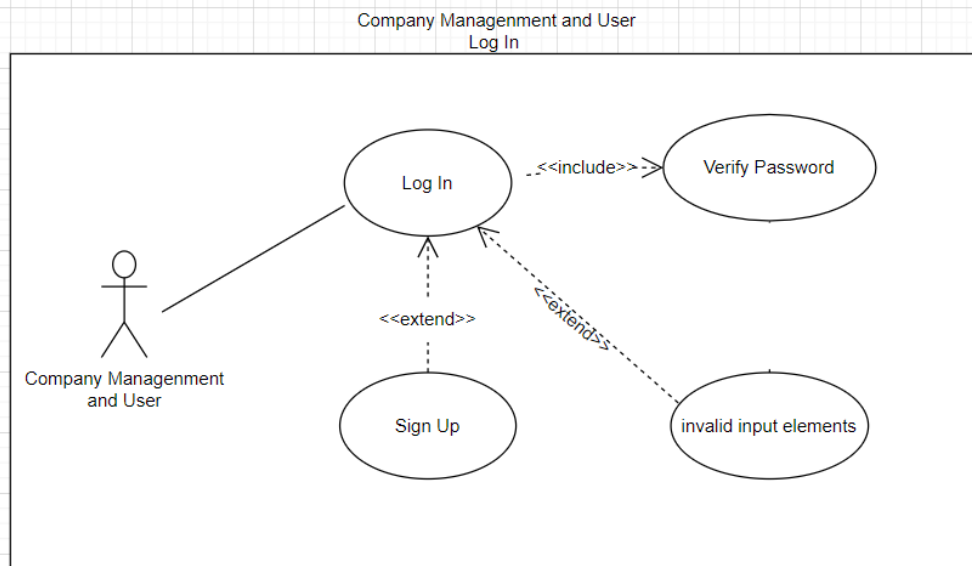 Company Managenment and User
Log In
Log In
<<include>>
Verify Password
<<extend>>
<<extend>>
Company Managenment
and User
Sign Up
invalid input elements